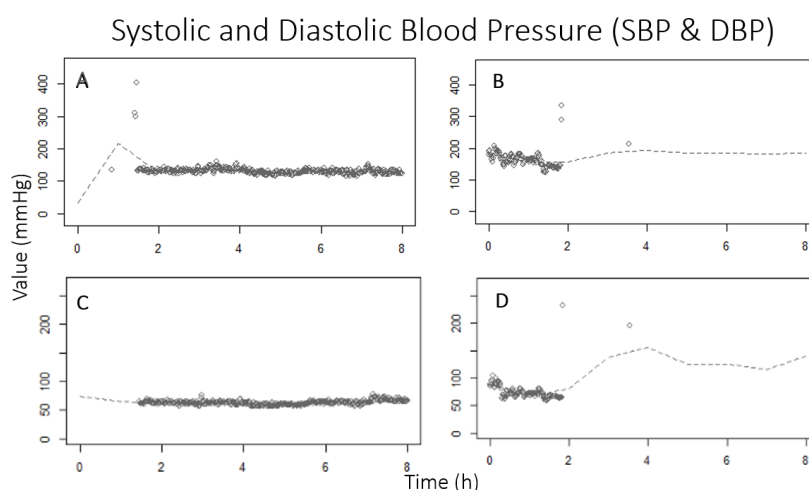 Systolic and Diastolic Blood Pressure (SBP & DBP)
Value (mmHg)
A
400
300
200
100
0
0 2 4 6 8
B
400
300
200
100
0
0 2 4 6 8
C
200
100
50
0
0 2 4 6 8
D
200
100
50
0
0 2 4 6 8
Time (h)